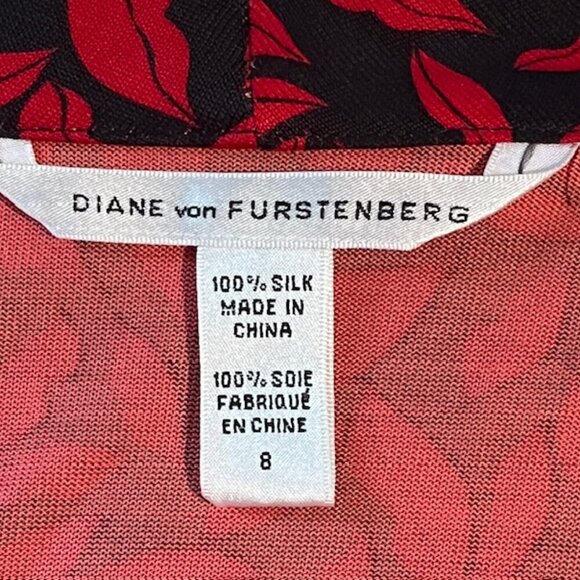 DIANE von FURSTENBERG
100% SILK
MADE IN
CHINA
100% SOIE
FABRIQUÉ
EN CHINE
8